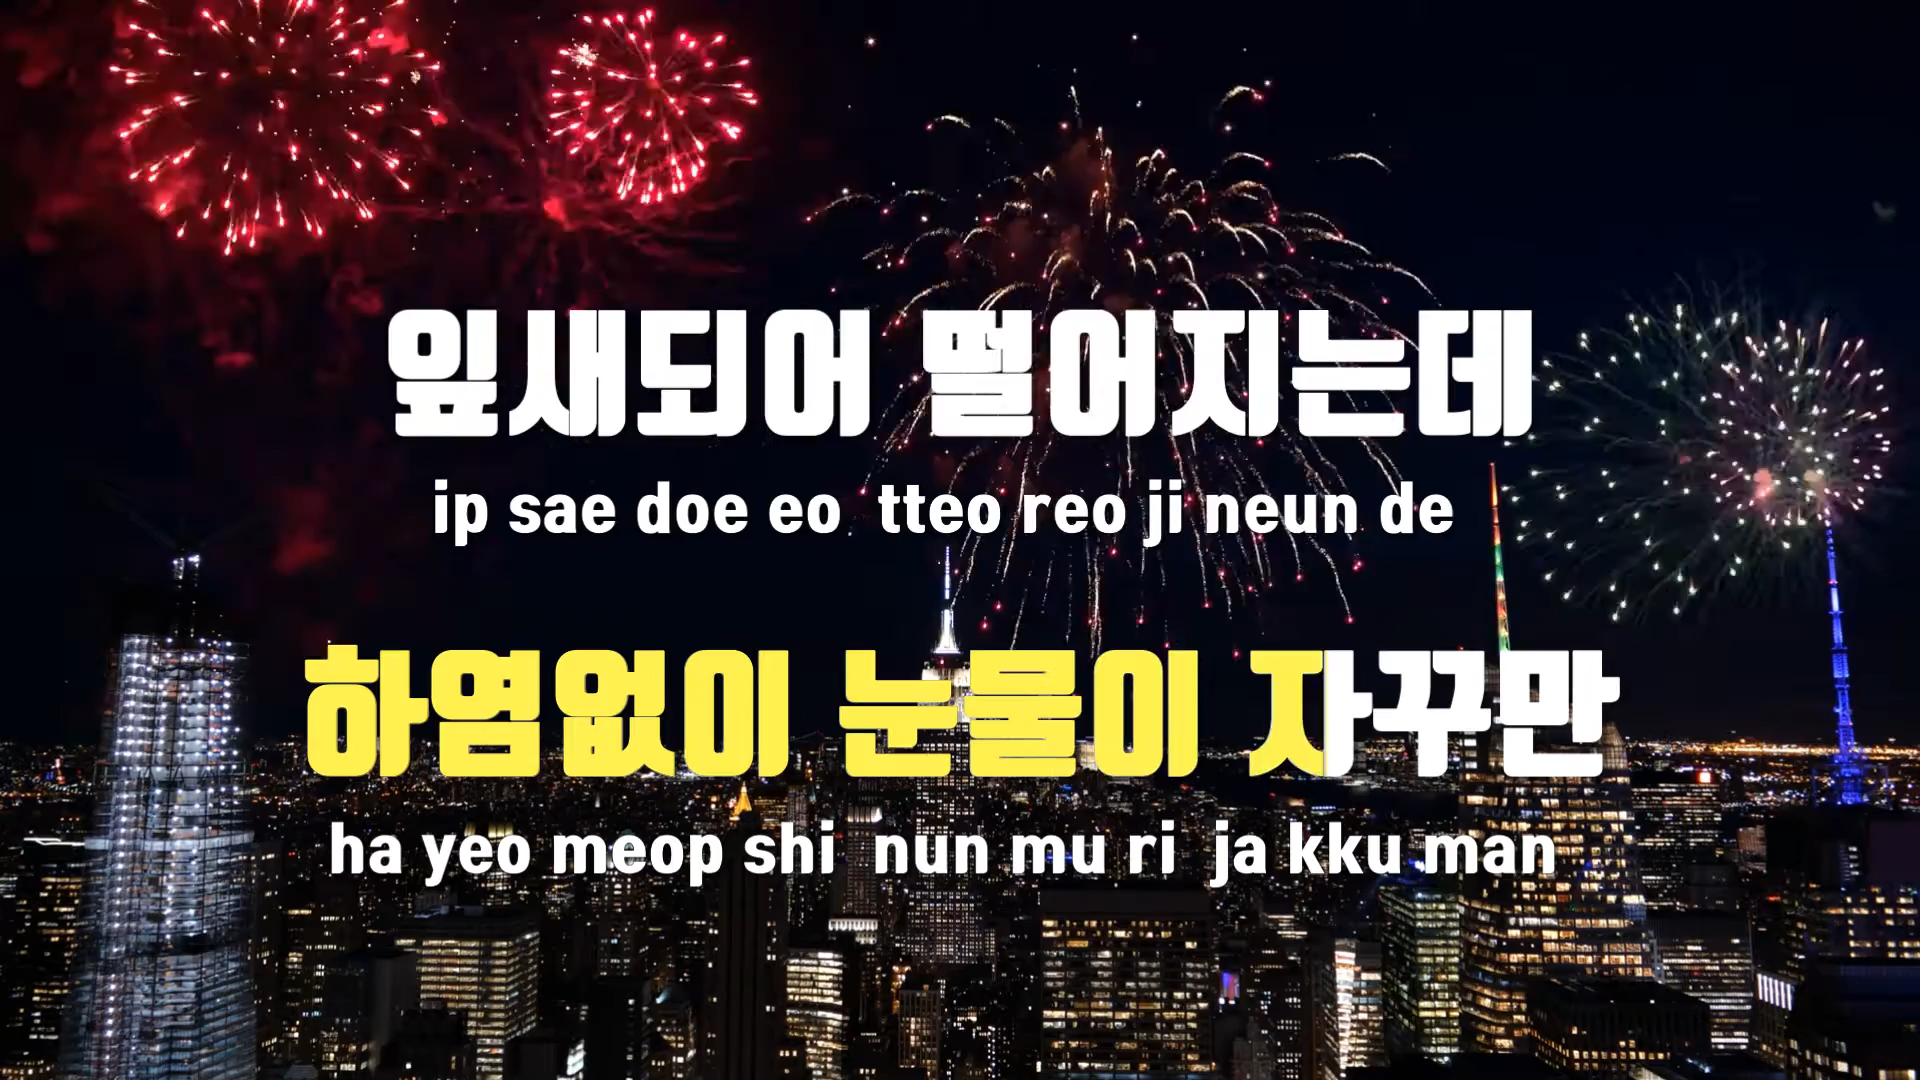 잎새되어 떨어지는데
ip sae doe eo tteo reo ji neun de
하염없이 눈물이 자꾸만
ha yeo meop shi nun mu ri ja kku man